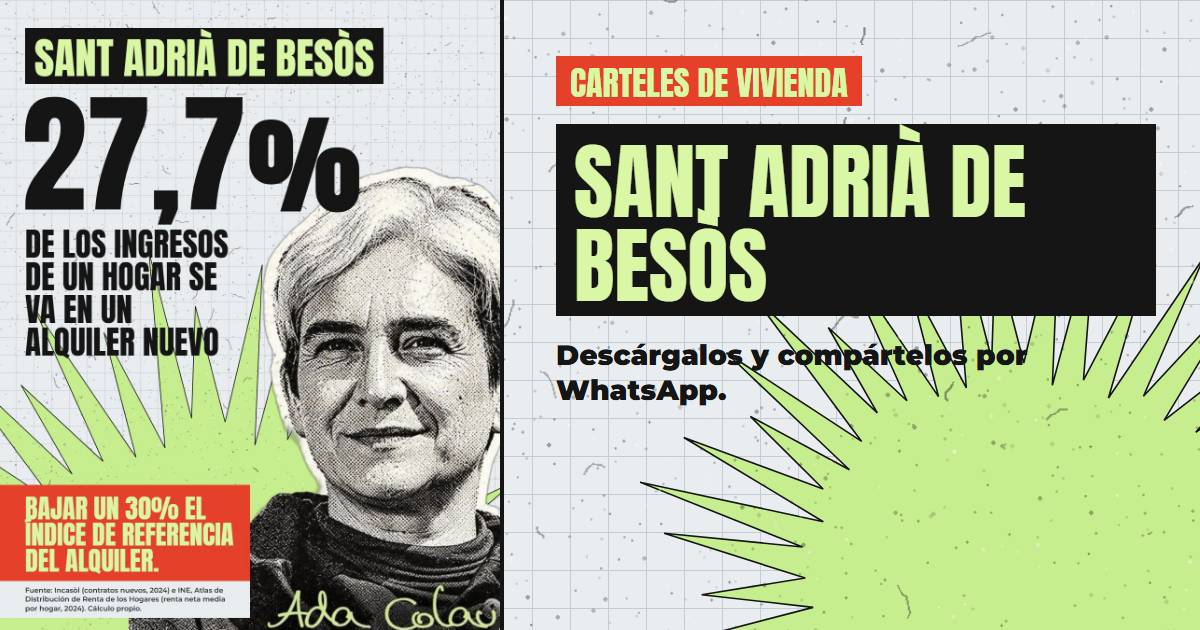 SANT ADRIÀ DE BESÒS
27,7%
DE LOS INGRESOS
DE UN HOGAR SE
VA EN UN
ALQUILER NUEVO
BAJAR UN 30% EL
ÍNDICE DE REFERENCIA
DEL ALQUILER.
Fuente: Incasòl (contratos nuevos, 2024) e INE, Atlas de
Distribución de Renta de los Hogares (renta neta media
por hogar, 2024). Cálculo propio.
Ada Colau
CARTELES DE VIVIENDA
SANT ADRIÀ DE
BESÒS
Descárgalos y compártelos por
WhatsApp.